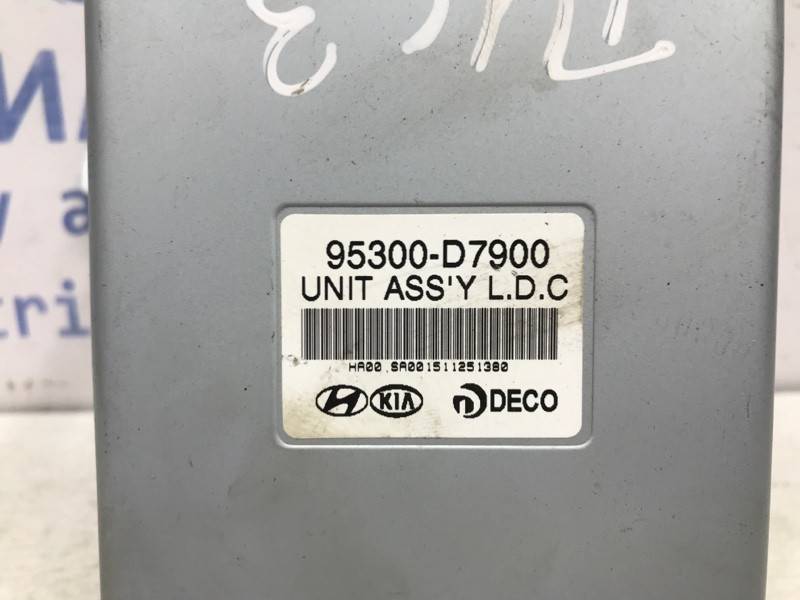 95300-D7900
UNIT ASS'Y L.D.C
HA00 SA001511251380
KIA DECO